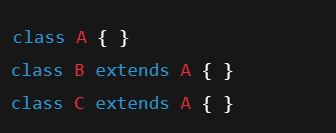 class A { }
class B extends A { }
class C extends A { }